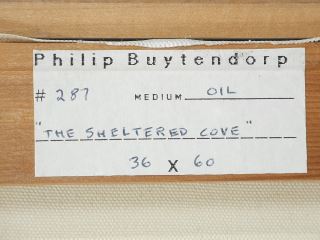 Philip Buytendorp
# 287 MEDIUM OIL
"THE SHELTERED COVE"
36 X 60